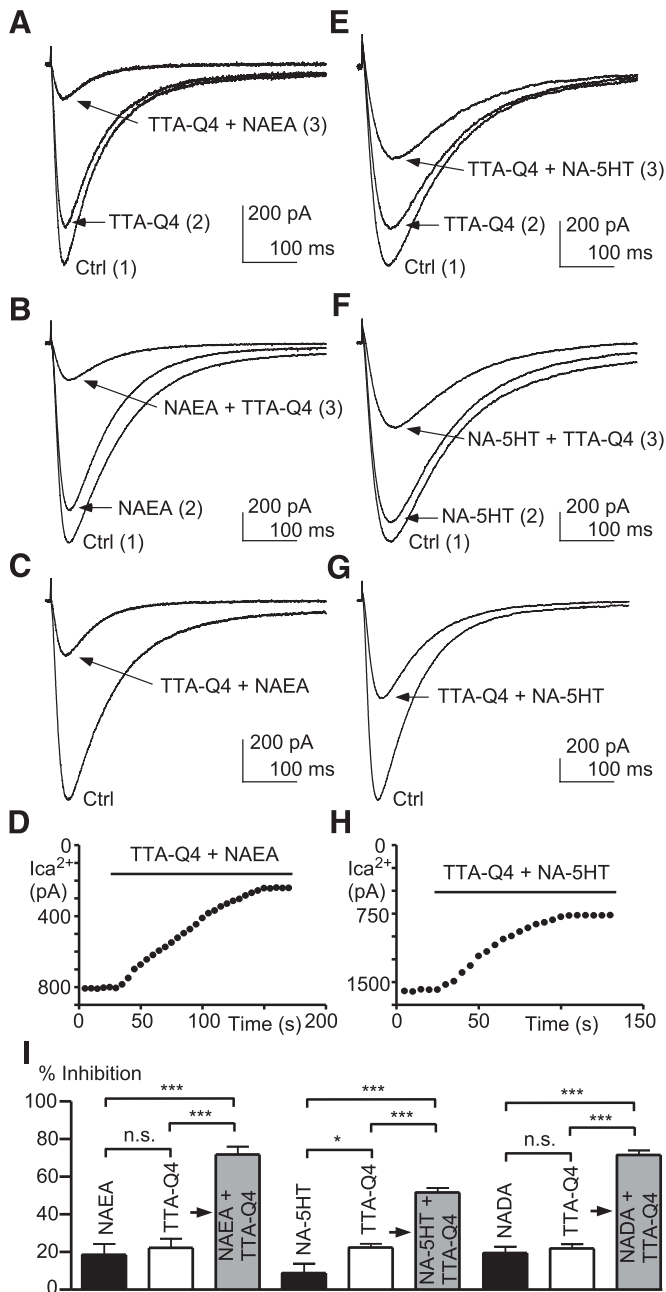 A
TTA-Q4 + NAEA (3)
TTA-Q4 (2)
Ctrl (1)
200 pA
100 ms
B
NAEA + TTA-Q4 (3)
NAEA (2)
Ctrl (1)
200 pA
100 ms
C
TTA-Q4 + NAEA
Ctrl
200 pA
100 ms
D
TTA-Q4 + NAEA
Ica2+
(pA)
0
400
800
0
50
100
Time (s)
200
E
TTA-Q4 + NA-5HT (3)
TTA-Q4 (2)
Ctrl (1)
200 pA
100 ms
F
NA-5HT + TTA-Q4 (3)
NA-5HT (2)
Ctrl (1)
200 pA
100 ms
G
TTA-Q4 + NA-5HT
Ctrl
200 pA
100 ms
H
TTA-Q4 + NA-5HT
Ica2+
(pA)
0
750
1500
0
50
Time (s)
150
I
% Inhibition
100
80
60
40
20
0
***
***
n.s.
NAEA
TTA-Q4
NAEA +
TTA-Q4
***
***
*
NA-5HT
TTA-Q4
NA-5HT +
TTA-Q4
***
***
n.s.
NADA
TTA-Q4
NADA +
TTA-Q4